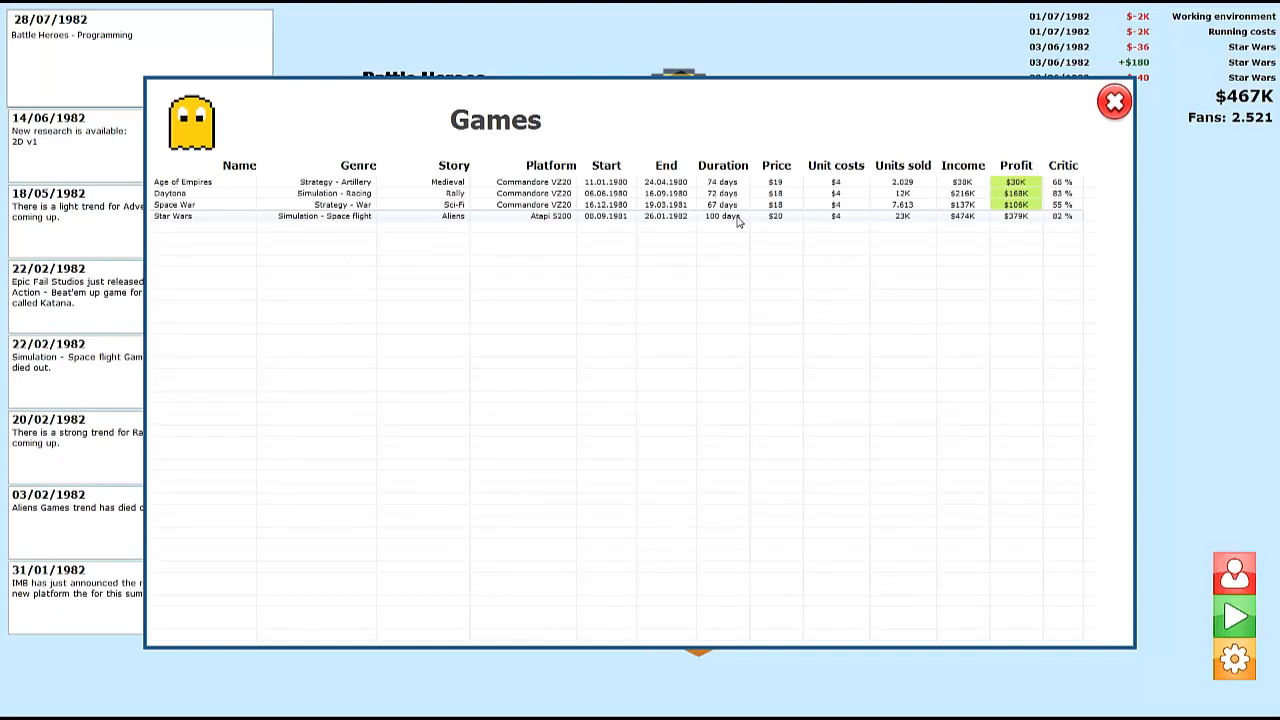 28/07/1982
Battle Heroes - Programming
14/06/1982
New research is available:
2D v1
18/05/1982
There is a light trend for Adve
coming up.
22/02/1982
Epic Fail Studios just released
Action - Beat'em up game for
called Katana.
22/02/1982
Simulation - Space flight Gam
died out.
20/02/1982
There is a strong trend for Ra
coming up.
03/02/1982
Aliens Games trend has died
31/01/1982
IMB has just announced the
new platform the for this sum
01/07/1982 $-2K Working environment
01/07/1982 $-2K Running costs
03/06/1982 $-36 Star Wars
03/06/1982 +$180 Star Wars
40 Star Wars
$467K
Fans: 2.521
Battle Heroes
Games
Name Genre Story Platform Start End Duration Price Unit costs Units sold Income Profit Critic
Age of Empires Strategy - Artillery Medieval Commandore VZ20 11.01.1980 24.04.1980 74 days $19 $4 2.029 $38K $30K 68 %
Daytona Simulation - Racing Rally Commandore VZ20 06.06.1980 16.09.1980 72 days $18 $4 12K $216K $168K 83 %
Space War Strategy - War Sci-Fi Commandore VZ20 16.12.1980 19.03.1981 67 days $18 $4 7.613 $137K $106K 55 %
Star Wars Simulation - Space flight Aliens Atapi 5200 08.09.1981 26.01.1982 100 days $20 $4 23K $474K $379K 82 %